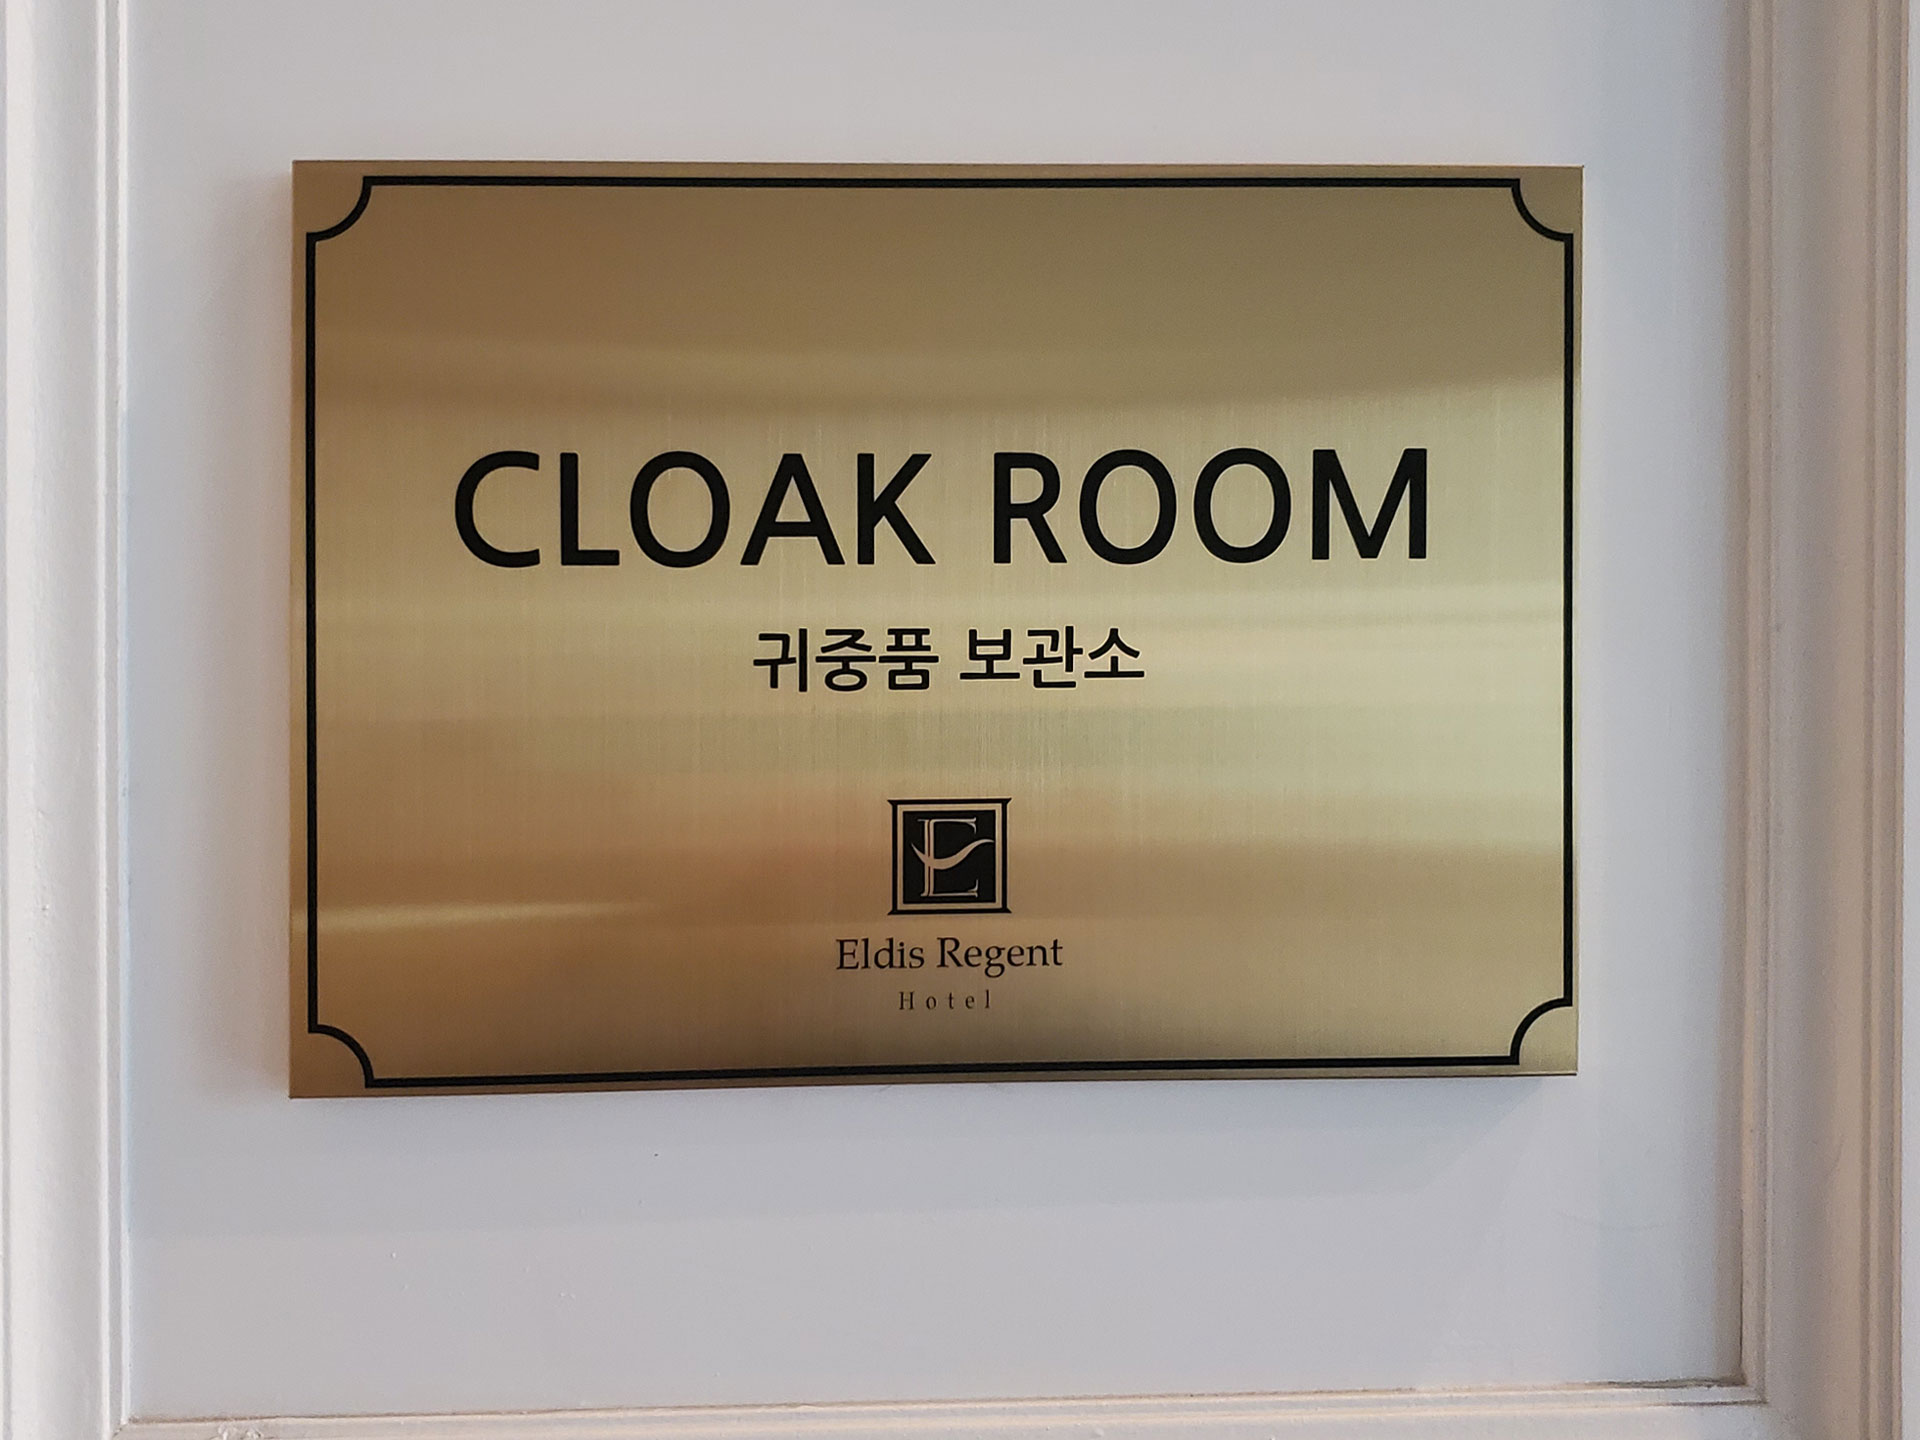 CLOAK ROOM
귀중품 보관소
E
Eldis Regent
Hotel